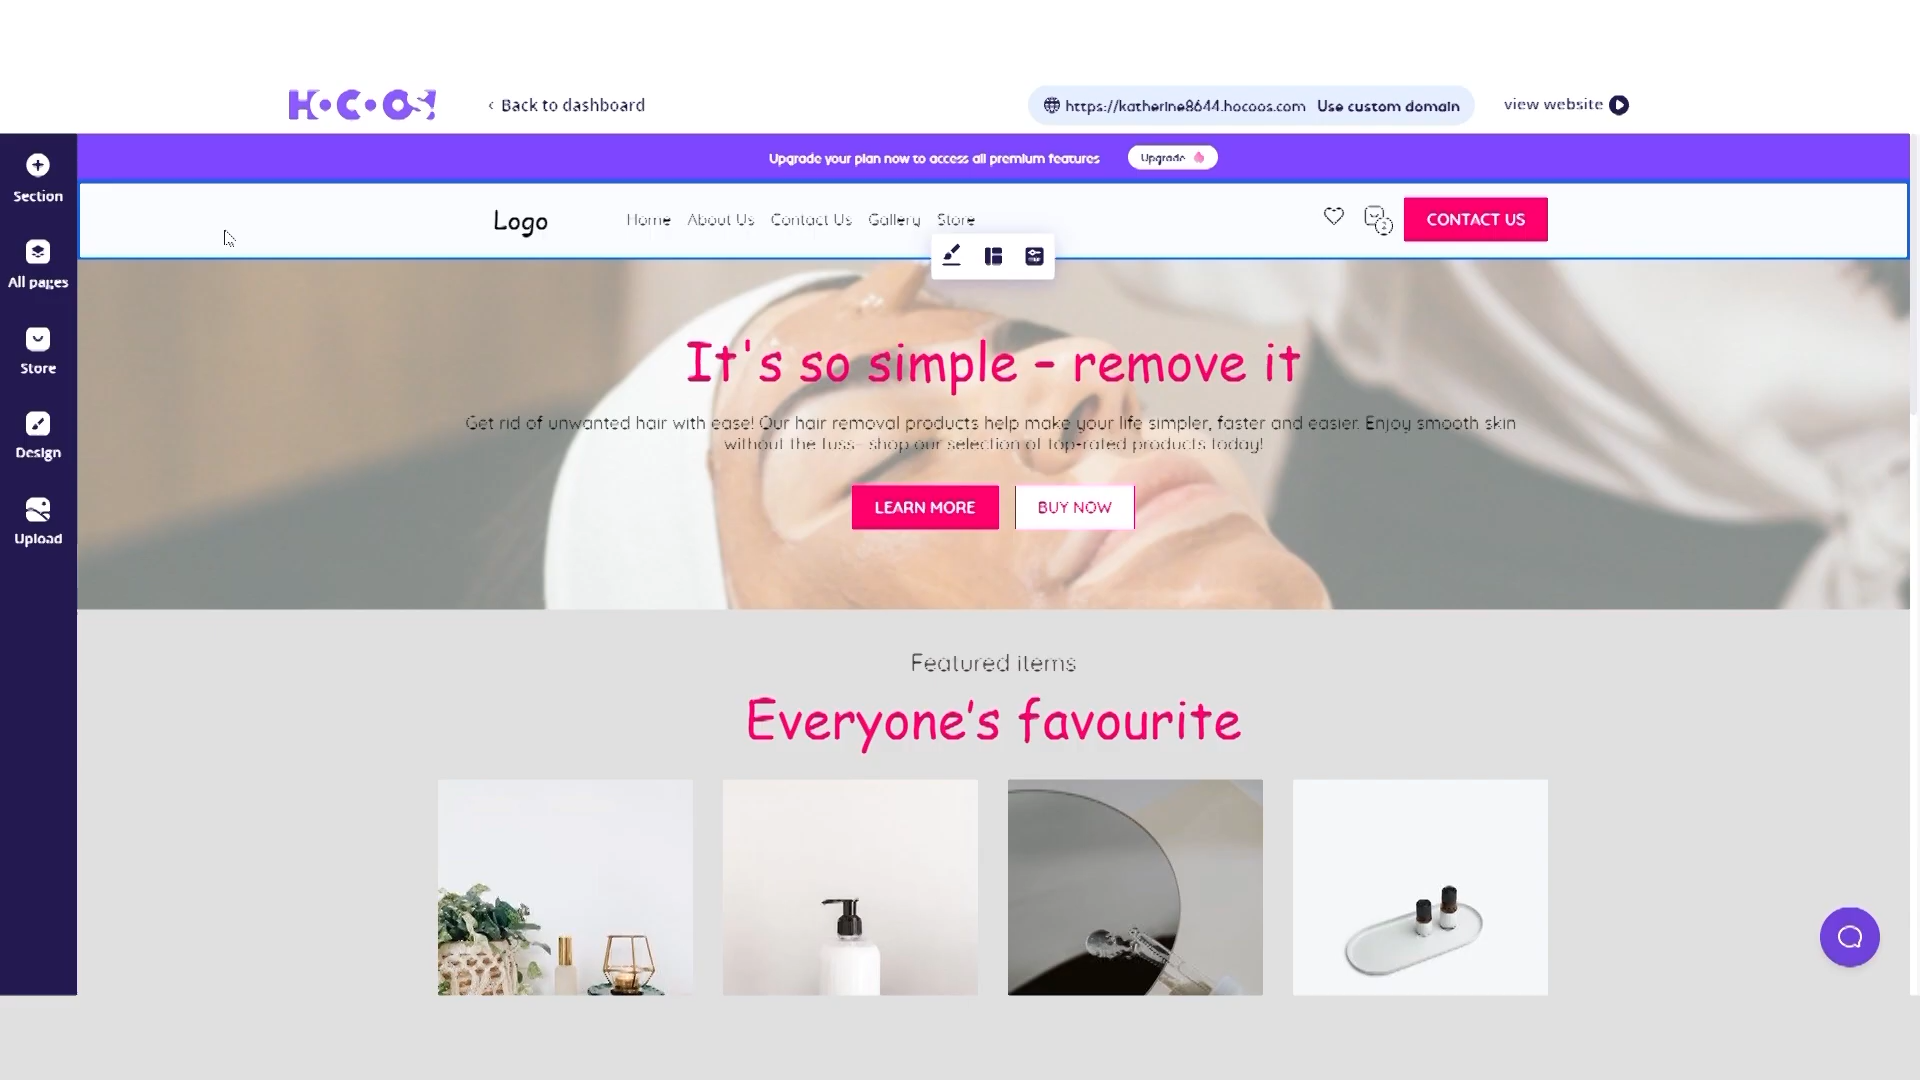 HOCOOS
‹ Back to dashboard
https://katherine8644.hocoos.com Use custom domain
view website
Upgrade your plan now to access all premium features
Upgrade
Section
All pages
Store
Design
Upload
Logo
Home About Us Contact Us Gallery Store
2
CONTACT US
It's so simple - remove it
Get rid of unwanted hair with ease! Our hair removal products help make your life simpler, faster and easier. Enjoy smooth skin
without the fuss- shop our selection of top-rated products today!
LEARN MORE
BUY NOW
Featured items
Everyone's favourite